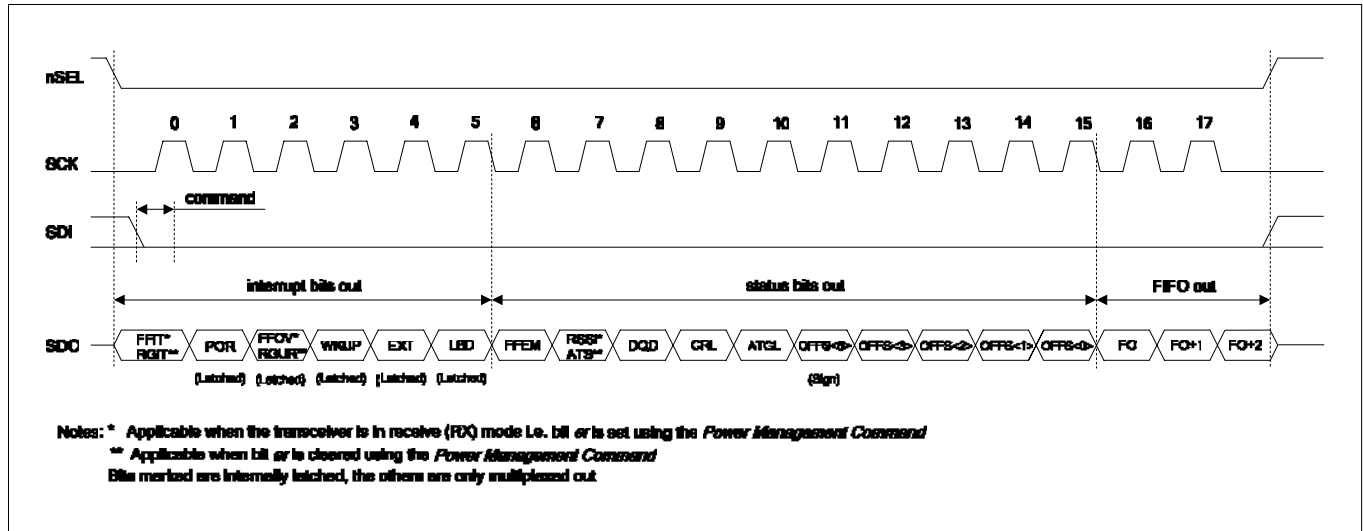 nSEL
0 1 2 3 4 5 6 7 8 9 10 11 12 13 14 15 16 17
SCK
command
SDI
interrupt bits out status bits out FIFO out
SDO
FFIT* RGIT** POR FFOV* RGUR** WKUP EXT LBD FFEM RSSI* ATS** DQD CRL ATGL OFFS<3> OFFS<2> OFFS<1> OFFS<0> FO FO+1 FO+2
(Latched) (Latched) (Latched) (Latched) (Latched) (Sign)
Notes: * Applicable when the transceiver is in receive (RX) mode i.e. bit er is set using the Power Management Command
** Applicable when bit er is cleared using the Power Management Command
Bits marked are internally latched, the others are only multiplexed out